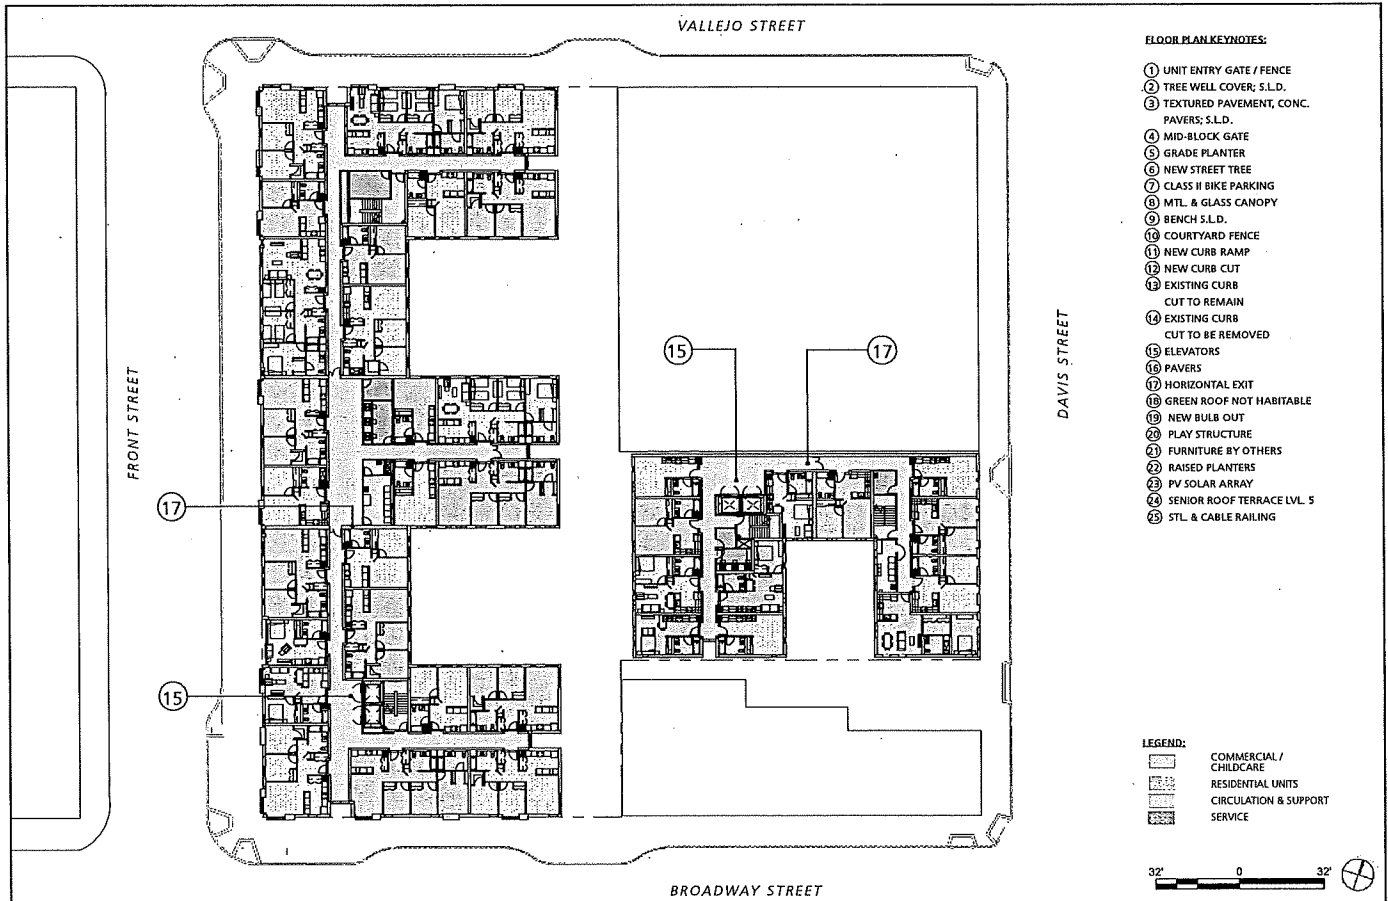 VALLEJO STREET
FRONT STREET
DAVIS STREET
BROADWAY STREET
15
17
17
15
FLOOR PLAN KEYNOTES:
1 UNIT ENTRY GATE / FENCE
2 TREE WELL COVER; S.L.D.
3 TEXTURED PAVEMENT, CONC.
PAVERS; S.L.D.
4 MID-BLOCK GATE
5 GRADE PLANTER
6 NEW STREET TREE
7 CLASS II BIKE PARKING
8 MTL. & GLASS CANOPY
9 BENCH S.L.D.
10 COURTYARD FENCE
11 NEW CURB RAMP
12 NEW CURB CUT
13 EXISTING CURB
CUT TO REMAIN
14 EXISTING CURB
CUT TO BE REMOVED
15 ELEVATORS
16 PAVERS
17 HORIZONTAL EXIT
18 GREEN ROOF NOT HABITABLE
19 NEW BULB OUT
20 PLAY STRUCTURE
21 FURNITURE BY OTHERS
22 RAISED PLANTERS
23 PV SOLAR ARRAY
24 SENIOR ROOF TERRACE LVL. 5
25 STL. & CABLE RAILING
LEGEND:
COMMERCIAL /
CHILDCARE
RESIDENTIAL UNITS
CIRCULATION & SUPPORT
SERVICE
32' 0 32'